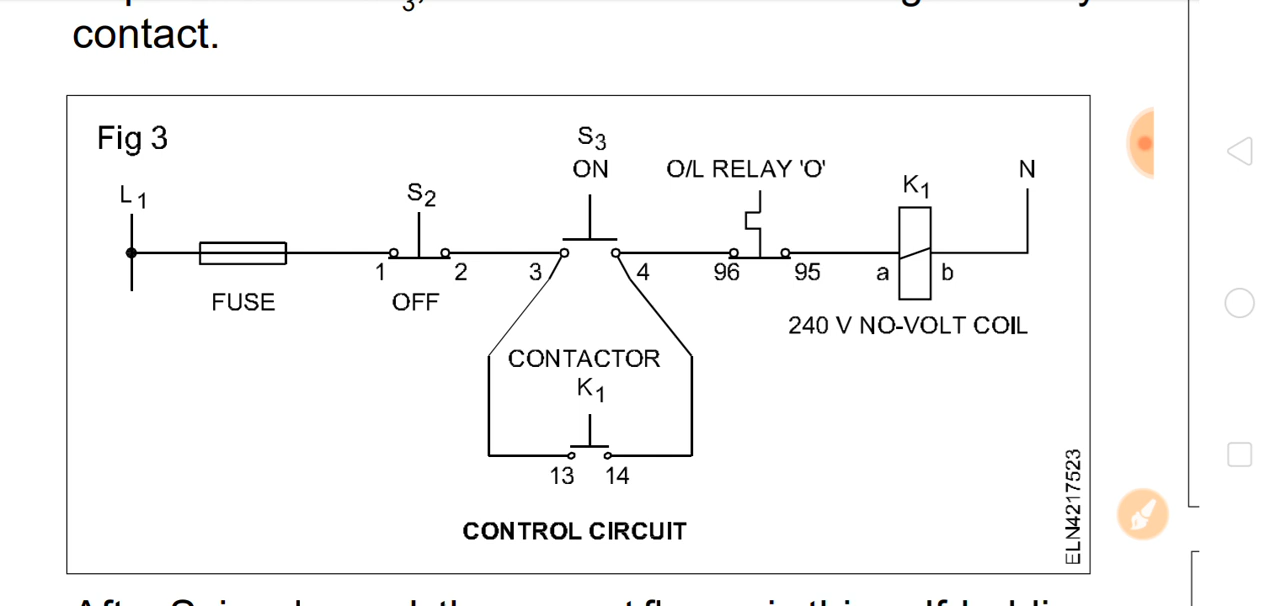 contact.
Fig 3
S3
ON
O/L RELAY 'O'
N
L1
S2
K1
1
2
3
4
96
95
a
b
FUSE
OFF
240 V NO-VOLT COIL
CONTACTOR
K1
13
14
CONTROL CIRCUIT
ELN4217523